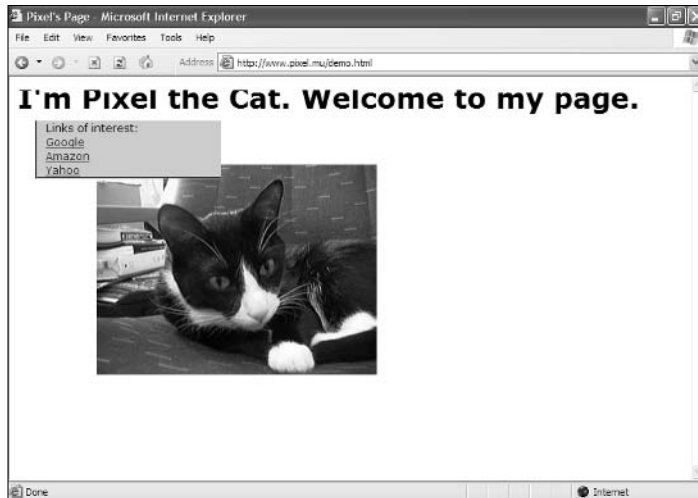 Pixel's Page - Microsoft Internet Explorer
File Edit View Favorites Tools Help
Address http://www.pixel.mu/demo.html
I'm Pixel the Cat. Welcome to my page.
Links of interest:
Google
Amazon
Yahoo
Done Internet